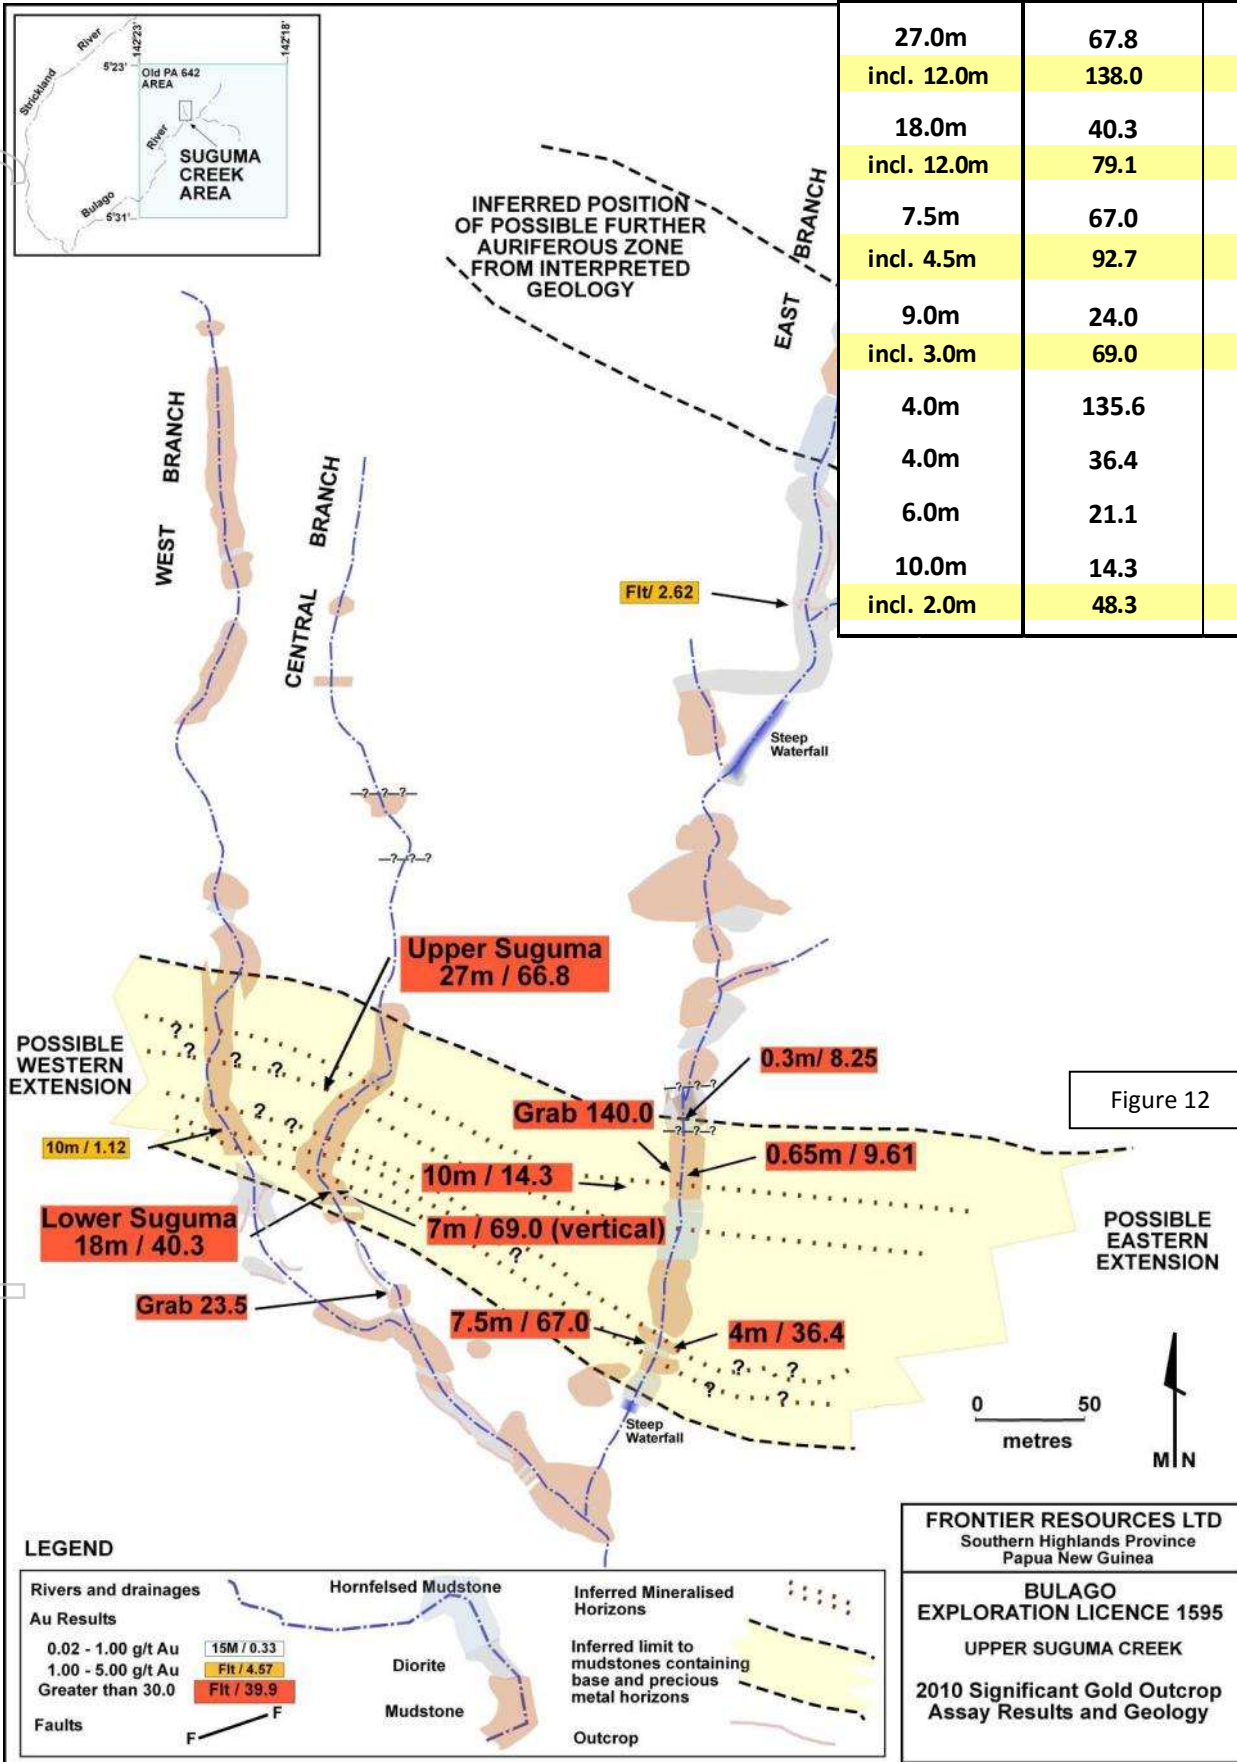 Strickland
River
142°23'
142°18'
5°23'
Old PA 642
AREA
River
SUGUMA
CREEK
AREA
Bulago
5°31'
27.0m 67.8
incl. 12.0m 138.0
18.0m 40.3
incl. 12.0m 79.1
7.5m 67.0
incl. 4.5m 92.7
9.0m 24.0
incl. 3.0m 69.0
4.0m 135.6
4.0m 36.4
6.0m 21.1
10.0m 14.3
incl. 2.0m 48.3
INFERRED POSITION
OF POSSIBLE FURTHER
AURIFEROUS ZONE
FROM INTERPRETED
GEOLOGY
EAST BRANCH
WEST BRANCH
CENTRAL BRANCH
Flt/ 2.62
Steep
Waterfall
—?—?—?—
—?—?—?
Upper Suguma
27m / 66.8
POSSIBLE
WESTERN
EXTENSION
? ? ? ?
? ?
0.3m/ 8.25
—?—?—?
—?—?—?
Figure 12
Grab 140.0
10m / 1.12
10m / 14.3
0.65m / 9.61
Lower Suguma
18m / 40.3
7m / 69.0 (vertical)
?
POSSIBLE
EASTERN
EXTENSION
Grab 23.5
7.5m / 67.0
4m / 36.4
? ?
? ?
Steep
Waterfall
0 50
metres
M N
LEGEND
Rivers and drainages
Au Results
0.02 - 1.00 g/t Au 15M / 0.33
1.00 - 5.00 g/t Au Flt / 4.57
Greater than 30.0 Flt / 39.9
Faults
F F
Hornfelsed Mudstone
Diorite
Mudstone
Inferred Mineralised
Horizons
Inferred limit to
mudstones containing
base and precious
metal horizons
Outcrop
FRONTIER RESOURCES LTD
Southern Highlands Province
Papua New Guinea
BULAGO
EXPLORATION LICENCE 1595
UPPER SUGUMA CREEK
2010 Significant Gold Outcrop
Assay Results and Geology